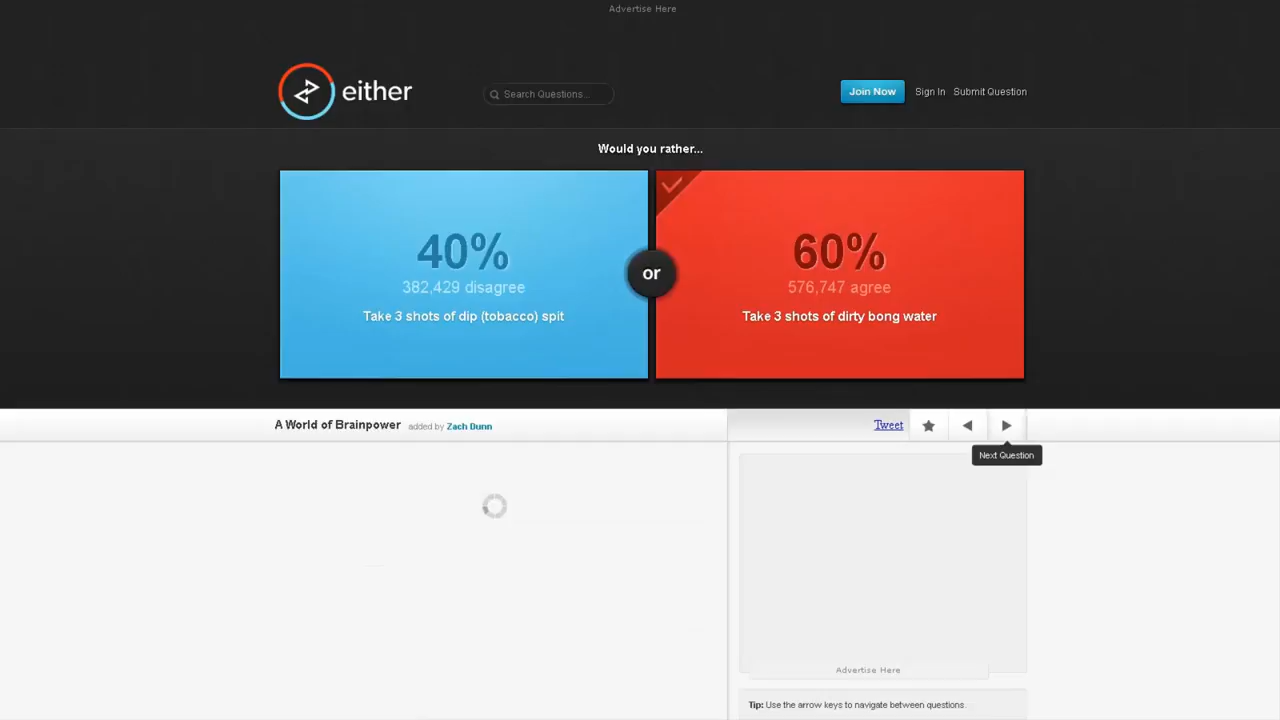 Advertise Here
either
Search Questions...
Join Now
Sign In
Submit Question
Would you rather...
40%
382,429 disagree
Take 3 shots of dip (tobacco) spit
or
60%
576,747 agree
Take 3 shots of dirty bong water
A World of Brainpower added by Zach Dunn
Tweet
Next Question
Advertise Here
Tip: Use the arrow keys to navigate between questions.